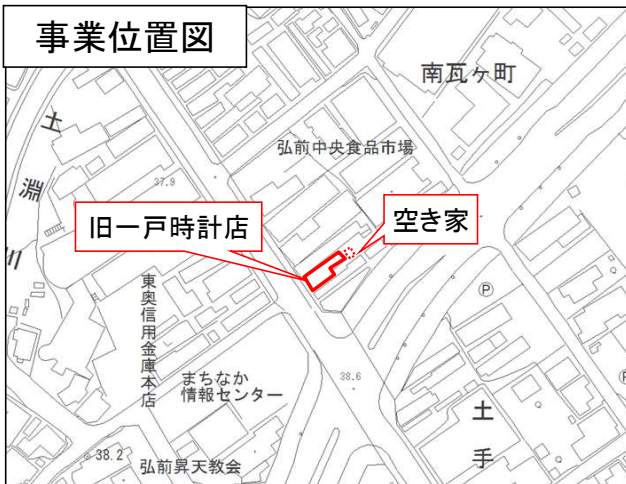 事業位置図
南瓦ヶ町
弘前中央食品市場
土淵川
37.9
旧一戸時計店
空き家
東奥信用金庫本店
P
まちなか
情報センター
38.6
P
土手
38.2
弘前昇天教会